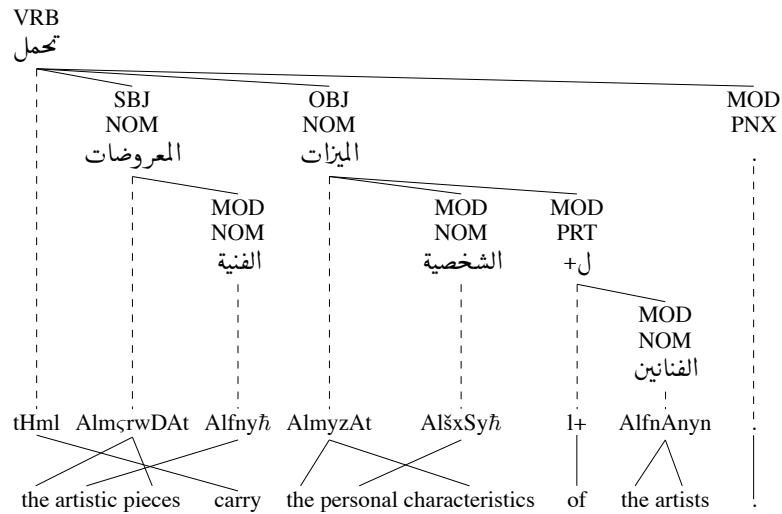 VRB
تحمل
SBJ OBJ MOD
NOM NOM PNX
المعروضات الميزات .
MOD MOD MOD
NOM NOM PRT
الفنية الشخصية ل+
MOD
NOM
الفنانين
tHml AlmςrwDAt Alfnyħ AlmyzAt AlšxSyħ l+ AlfnAnyn .
the artistic pieces carry the personal characteristics of the artists .